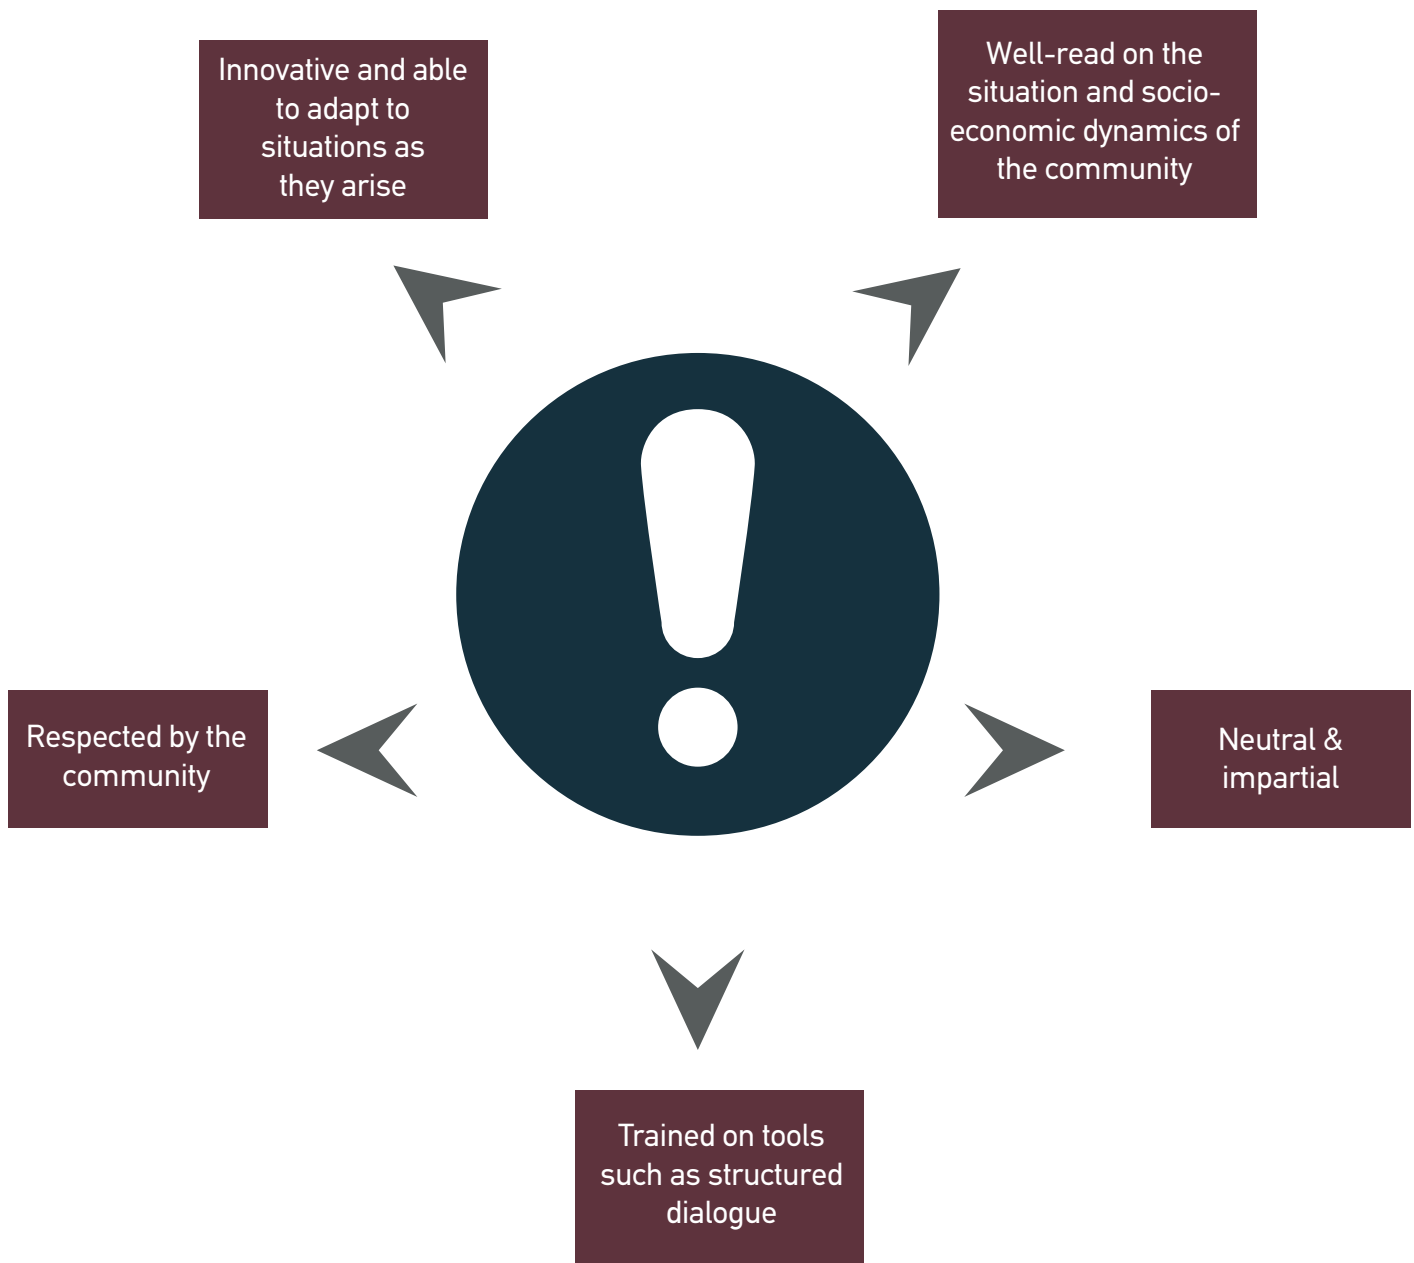 Innovative and able
to adapt to
situations as
they arise
Well-read on the
situation and socio-
economic dynamics of
the community
Respected by the
community
Neutral &
impartial
Trained on tools
such as structured
dialogue